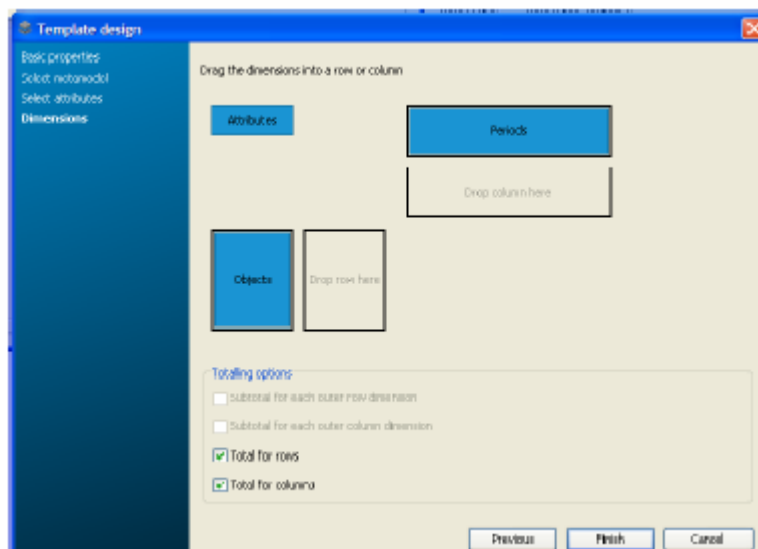 Template design
Basic properties
Select metamodel
Select attributes
Dimensions
Drag the dimensions into a row or column
Attributes
Periods
Drop column here
Objects
Drop row here
Totalling options
Subtotal for each outer row dimension
Subtotal for each outer column dimension
Total for rows
Total for columns
Previous
Finish
Cancel